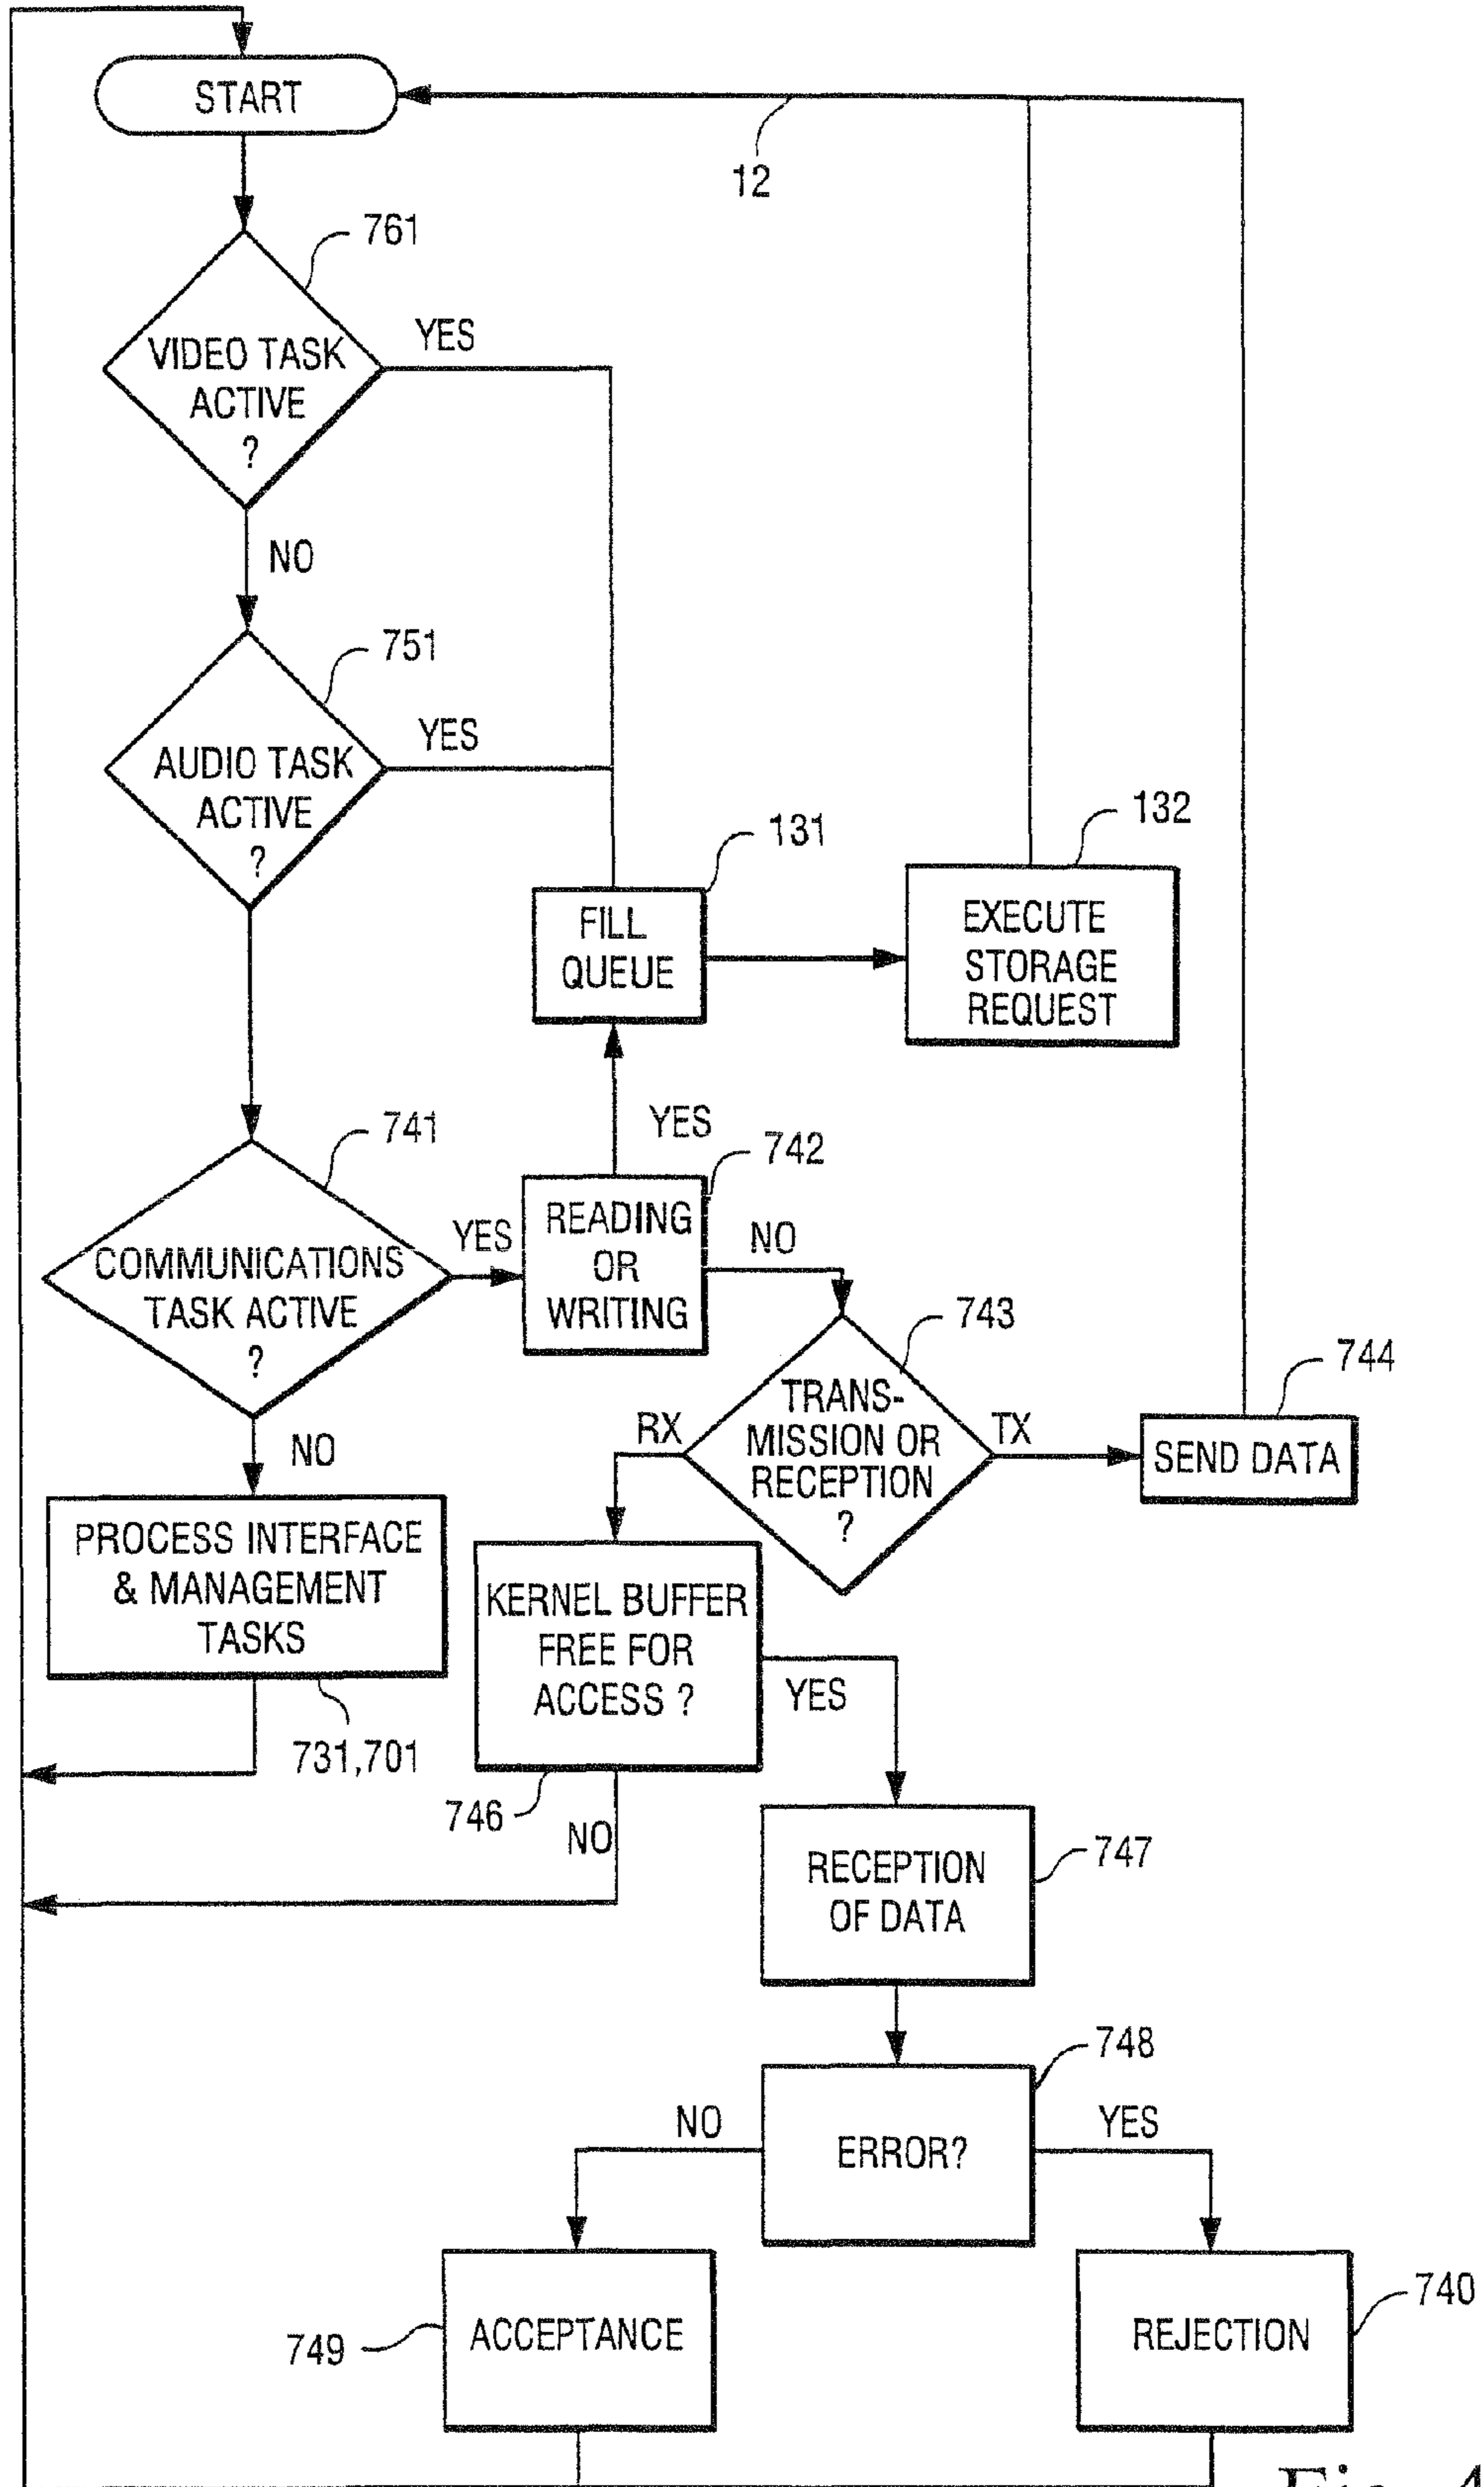 START
12
761
VIDEO TASK
ACTIVE
?
YES
NO
751
AUDIO TASK
ACTIVE
?
YES
131
FILL
QUEUE
132
EXECUTE
STORAGE
REQUEST
741
COMMUNICATIONS
TASK ACTIVE
?
YES
YES
742
READING
OR
WRITING
NO
743
TRANS-
MISSION OR
RECEPTION
?
RX
TX
744
SEND DATA
NO
PROCESS INTERFACE
& MANAGEMENT
TASKS
731,701
KERNEL BUFFER
FREE FOR
ACCESS ?
YES
746
NO
747
RECEPTION
OF DATA
748
ERROR?
NO
YES
749
ACCEPTANCE
740
REJECTION